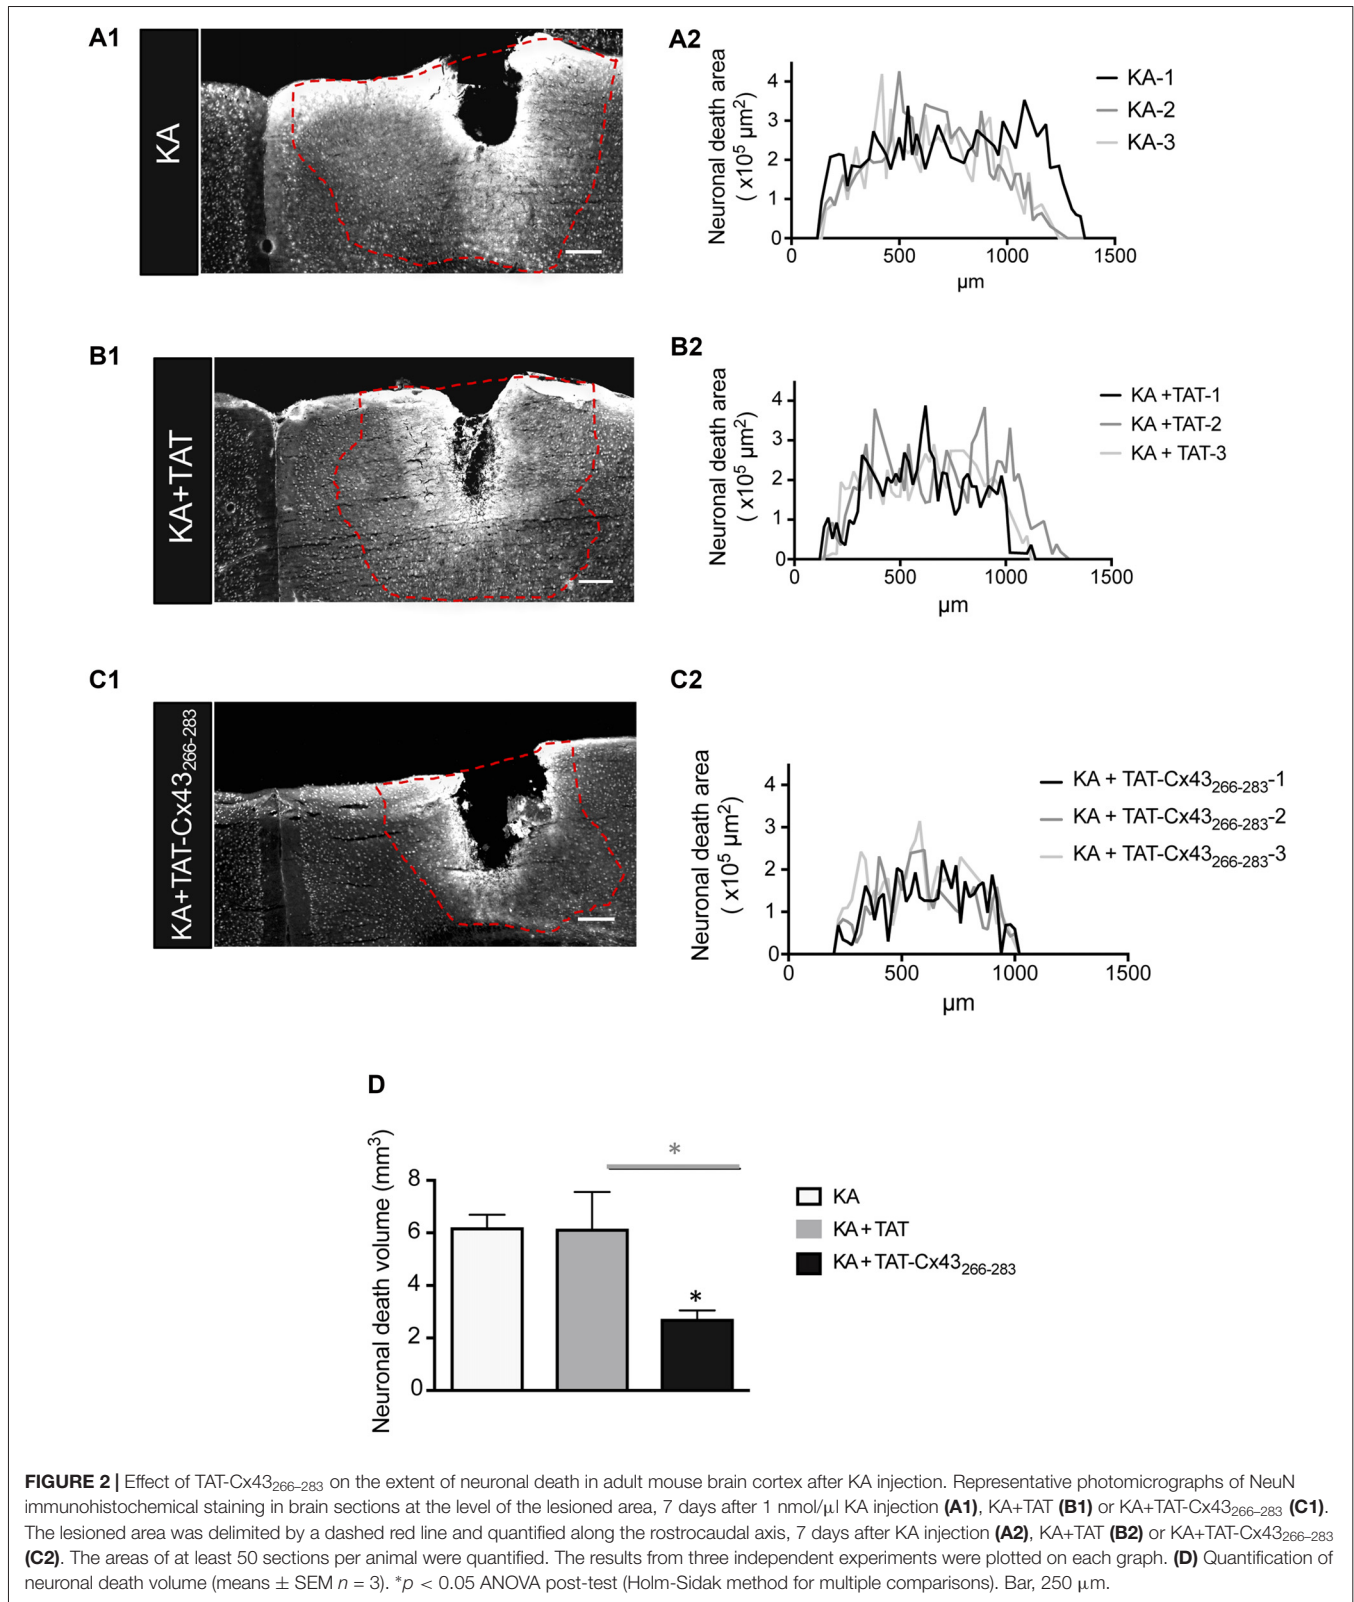 A1
KA
A2
Neuronal death area
( x10⁵ µm²)
4
3
2
1
0
0 500 1000 1500
µm
KA-1
KA-2
KA-3
B1
KA+TAT
B2
Neuronal death area
( x10⁵ µm²)
4
3
2
1
0
0 500 1000 1500
µm
KA +TAT-1
KA +TAT-2
KA + TAT-3
C1
KA+TAT-Cx43₂₆₆₋₂₈₃
C2
Neuronal death area
( x10⁵ µm²)
4
3
2
1
0
0 500 1000 1500
µm
KA + TAT-Cx43₂₆₆₋₂₈₃-1
KA + TAT-Cx43₂₆₆₋₂₈₃-2
KA + TAT-Cx43₂₆₆₋₂₈₃-3
D
Neuronal death volume (mm³)
8
6
4
2
0
*
*
KA
KA+TAT
KA+TAT-Cx43₂₆₆₋₂₈₃
FIGURE 2 | Effect of TAT-Cx43₂₆₆₋₂₈₃ on the extent of neuronal death in adult mouse brain cortex after KA injection. Representative photomicrographs of NeuN
immunohistochemical staining in brain sections at the level of the lesioned area, 7 days after 1 nmol/µl KA injection (A1), KA+TAT (B1) or KA+TAT-Cx43₂₆₆₋₂₈₃ (C1).
The lesioned area was delimited by a dashed red line and quantified along the rostrocaudal axis, 7 days after KA injection (A2), KA+TAT (B2) or KA+TAT-Cx43₂₆₆₋₂₈₃
(C2). The areas of at least 50 sections per animal were quantified. The results from three independent experiments were plotted on each graph. (D) Quantification of
neuronal death volume (means ± SEM n = 3). *p < 0.05 ANOVA post-test (Holm-Sidak method for multiple comparisons). Bar, 250 µm.